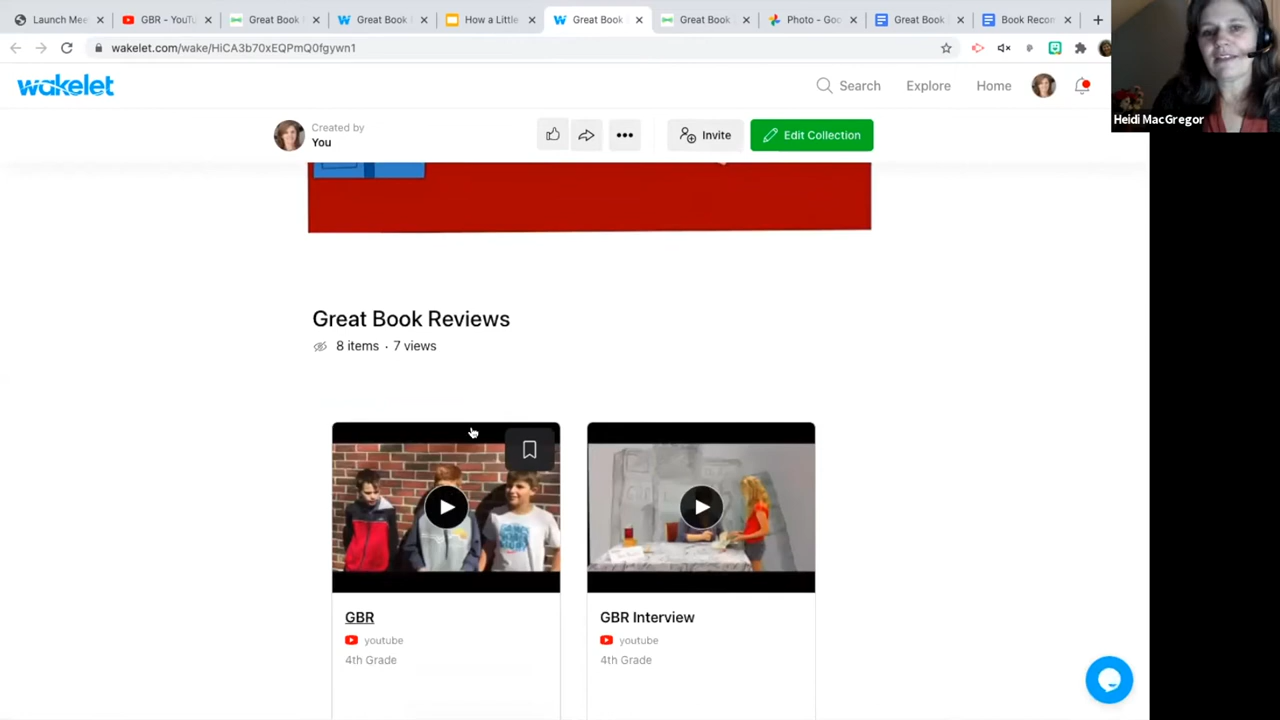 Launch Mee
GBR - YouTu
Great Book
Great Book
How a Little
Great Book
Great Book
Photo - Goo
Great Book
Book Recon
wakelet.com/wake/HiCA3b70xEQPmQ0fgywn1
Heidi MacGregor
wakelet
Search
Explore
Home
Created by
You
Invite
Edit Collection
Great Book Reviews
8 items · 7 views
GBR
youtube
4th Grade
GBR Interview
youtube
4th Grade